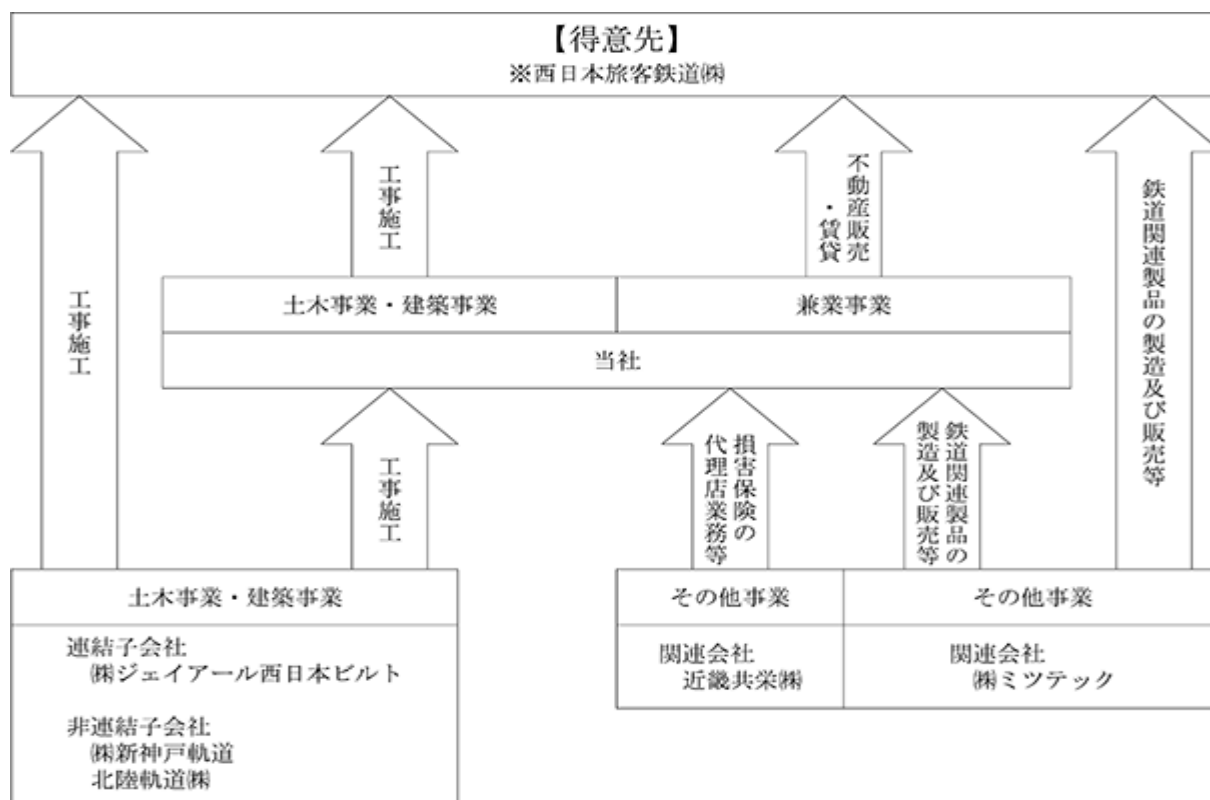 【得意先】
※西日本旅客鉄道㈱
工事施工
工事施工
不動産販売
・賃貸
鉄道関連製品の製造及び販売等
土木事業・建築事業
兼業事業
当社
工事施工
損害保険の
代理店業務等
鉄道関連製品の
製造及び販売等
土木事業・建築事業
その他事業
その他事業
連結子会社
㈱ジェイアール西日本ビルト
非連結子会社
㈱新神戸軌道
北陸軌道㈱
関連会社
近畿共栄㈱
関連会社
㈱ミツテック